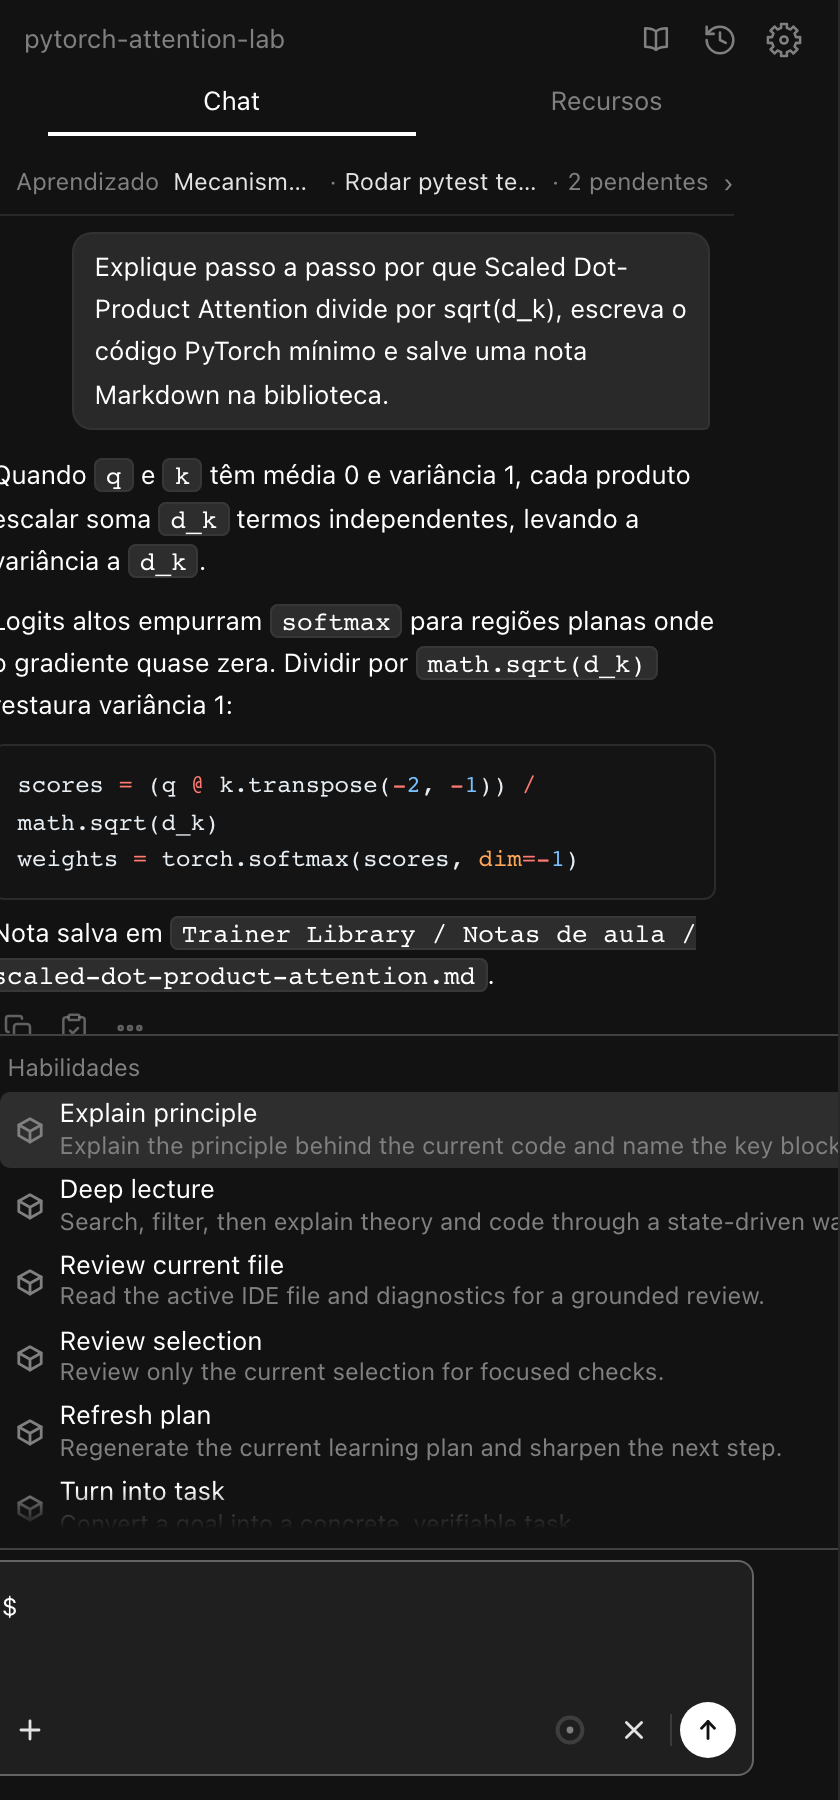 pytorch-attention-lab
Chat
Recursos
Aprendizado Mecanism... · Rodar pytest te... · 2 pendentes ›
Explique passo a passo por que Scaled Dot-
Product Attention divide por sqrt(d_k), escreva o
código PyTorch mínimo e salve uma nota
Markdown na biblioteca.
Quando q e k têm média 0 e variância 1, cada produto
escalar soma d_k termos independentes, levando a
variância a d_k.
Logits altos empurram softmax para regiões planas onde
o gradiente quase zera. Dividir por math.sqrt(d_k)
restaura variância 1:
scores = (q @ k.transpose(-2, -1)) /
math.sqrt(d_k)
weights = torch.softmax(scores, dim=-1)
Nota salva em Trainer Library / Notas de aula /
scaled-dot-product-attention.md.
Habilidades
Explain principle
Explain the principle behind the current code and name the key block
Deep lecture
Search, filter, then explain theory and code through a state-driven wa
Review current file
Read the active IDE file and diagnostics for a grounded review.
Review selection
Review only the current selection for focused checks.
Refresh plan
Regenerate the current learning plan and sharpen the next step.
Turn into task
Convert a goal into a concrete, verifiable task
$